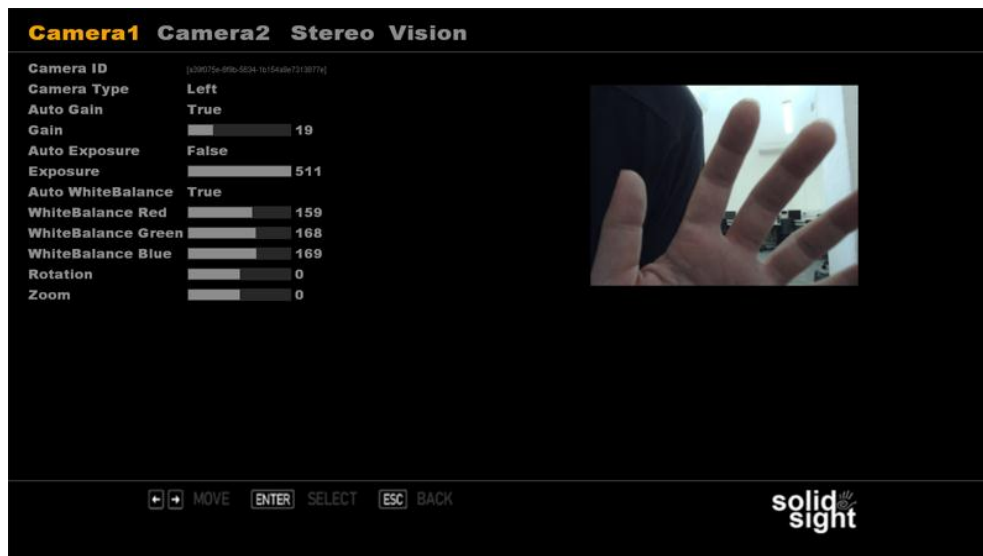 Camera1 Camera2 Stereo Vision
Camera ID
Camera Type Left
Auto Gain True
Gain 19
Auto Exposure False
Exposure 511
Auto WhiteBalance True
WhiteBalance Red 159
WhiteBalance Green 168
WhiteBalance Blue 169
Rotation 0
Zoom 0
MOVE ENTER SELECT ESC BACK
solid
sight